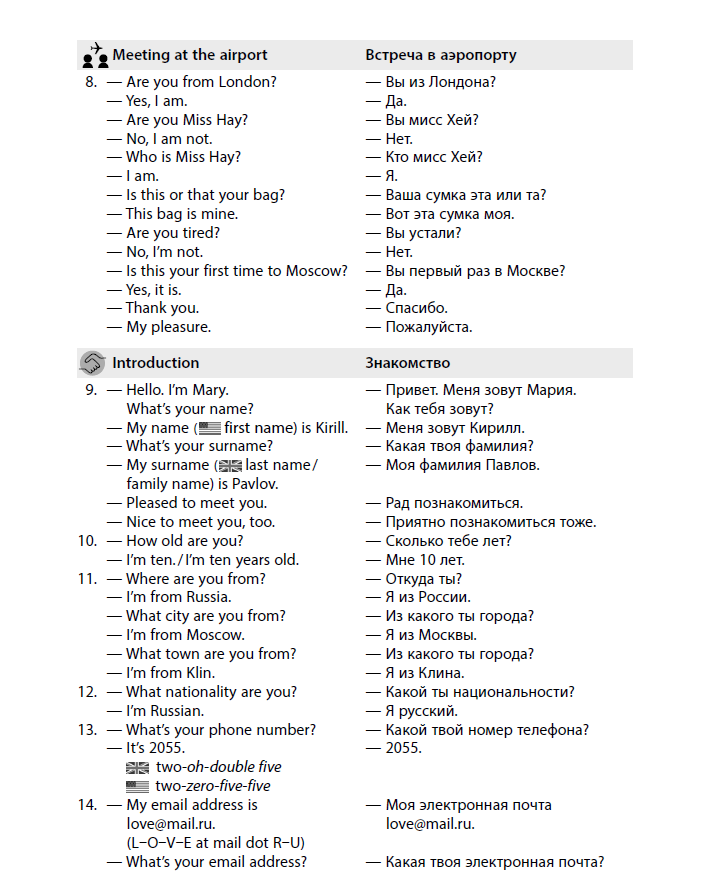 Meeting at the airport Встреча в аэропорту
8. — Are you from London? — Вы из Лондона?
— Yes, I am. — Да.
— Are you Miss Hay? — Вы мисс Хей?
— No, I am not. — Нет.
— Who is Miss Hay? — Кто мисс Хей?
— I am. — Я.
— Is this or that your bag? — Ваша сумка эта или та?
— This bag is mine. — Вот эта сумка моя.
— Are you tired? — Вы устали?
— No, I’m not. — Нет.
— Is this your first time to Moscow? — Вы первый раз в Москве?
— Yes, it is. — Да.
— Thank you. — Спасибо.
— My pleasure. — Пожалуйста.
Introduction Знакомство
9. — Hello. I’m Mary. — Привет. Меня зовут Мария.
What’s your name? Как тебя зовут?
— My name ( first name) is Kirill. — Меня зовут Кирилл.
— What’s your surname? — Какая твоя фамилия?
— My surname ( last name/ — Моя фамилия Павлов.
family name) is Pavlov.
— Pleased to meet you. — Рад познакомиться.
— Nice to meet you, too. — Приятно познакомиться тоже.
10. — How old are you? — Сколько тебе лет?
— I’m ten./I’m ten years old. — Мне 10 лет.
11. — Where are you from? — Откуда ты?
— I’m from Russia. — Я из России.
— What city are you from? — Из какого ты города?
— I’m from Moscow. — Я из Москвы.
— What town are you from? — Из какого ты города?
— I’m from Klin. — Я из Клина.
12. — What nationality are you? — Какой ты национальности?
— I’m Russian. — Я русский.
13. — What’s your phone number? — Какой твой номер телефона?
— It’s 2055. — 2055.
two-oh-double five
two-zero-five-five
14. — My email address is — Моя электронная почта
love@mail.ru. love@mail.ru.
(L–O–V–E at mail dot R–U)
— What’s your email address? — Какая твоя электронная почта?